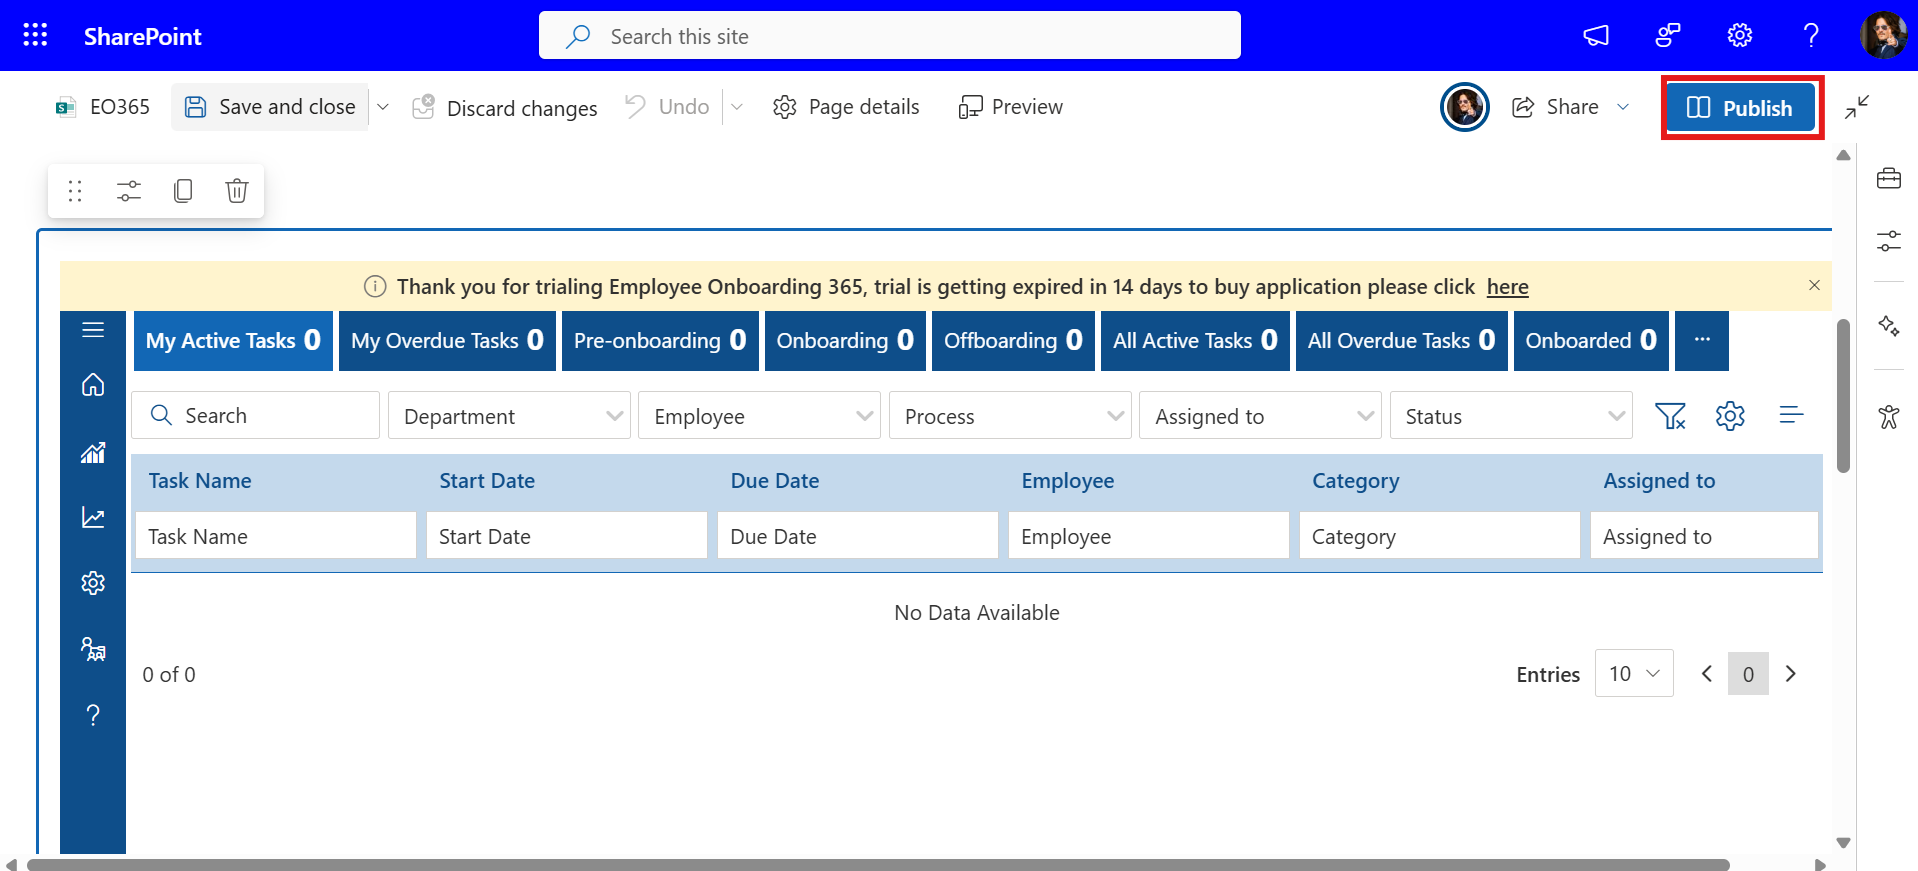 SharePoint
Search this site
EO365
Save and close
Discard changes
Undo
Page details
Preview
Share
Publish
Thank you for trialing Employee Onboarding 365, trial is getting expired in 14 days to buy application please click here
My Active Tasks 0
My Overdue Tasks 0
Pre-onboarding 0
Onboarding 0
Offboarding 0
All Active Tasks 0
All Overdue Tasks 0
Onboarded 0
...
Search
Department
Employee
Process
Assigned to
Status
Task Name
Start Date
Due Date
Employee
Category
Assigned to
Task Name
Start Date
Due Date
Employee
Category
Assigned to
No Data Available
0 of 0
Entries
10
0